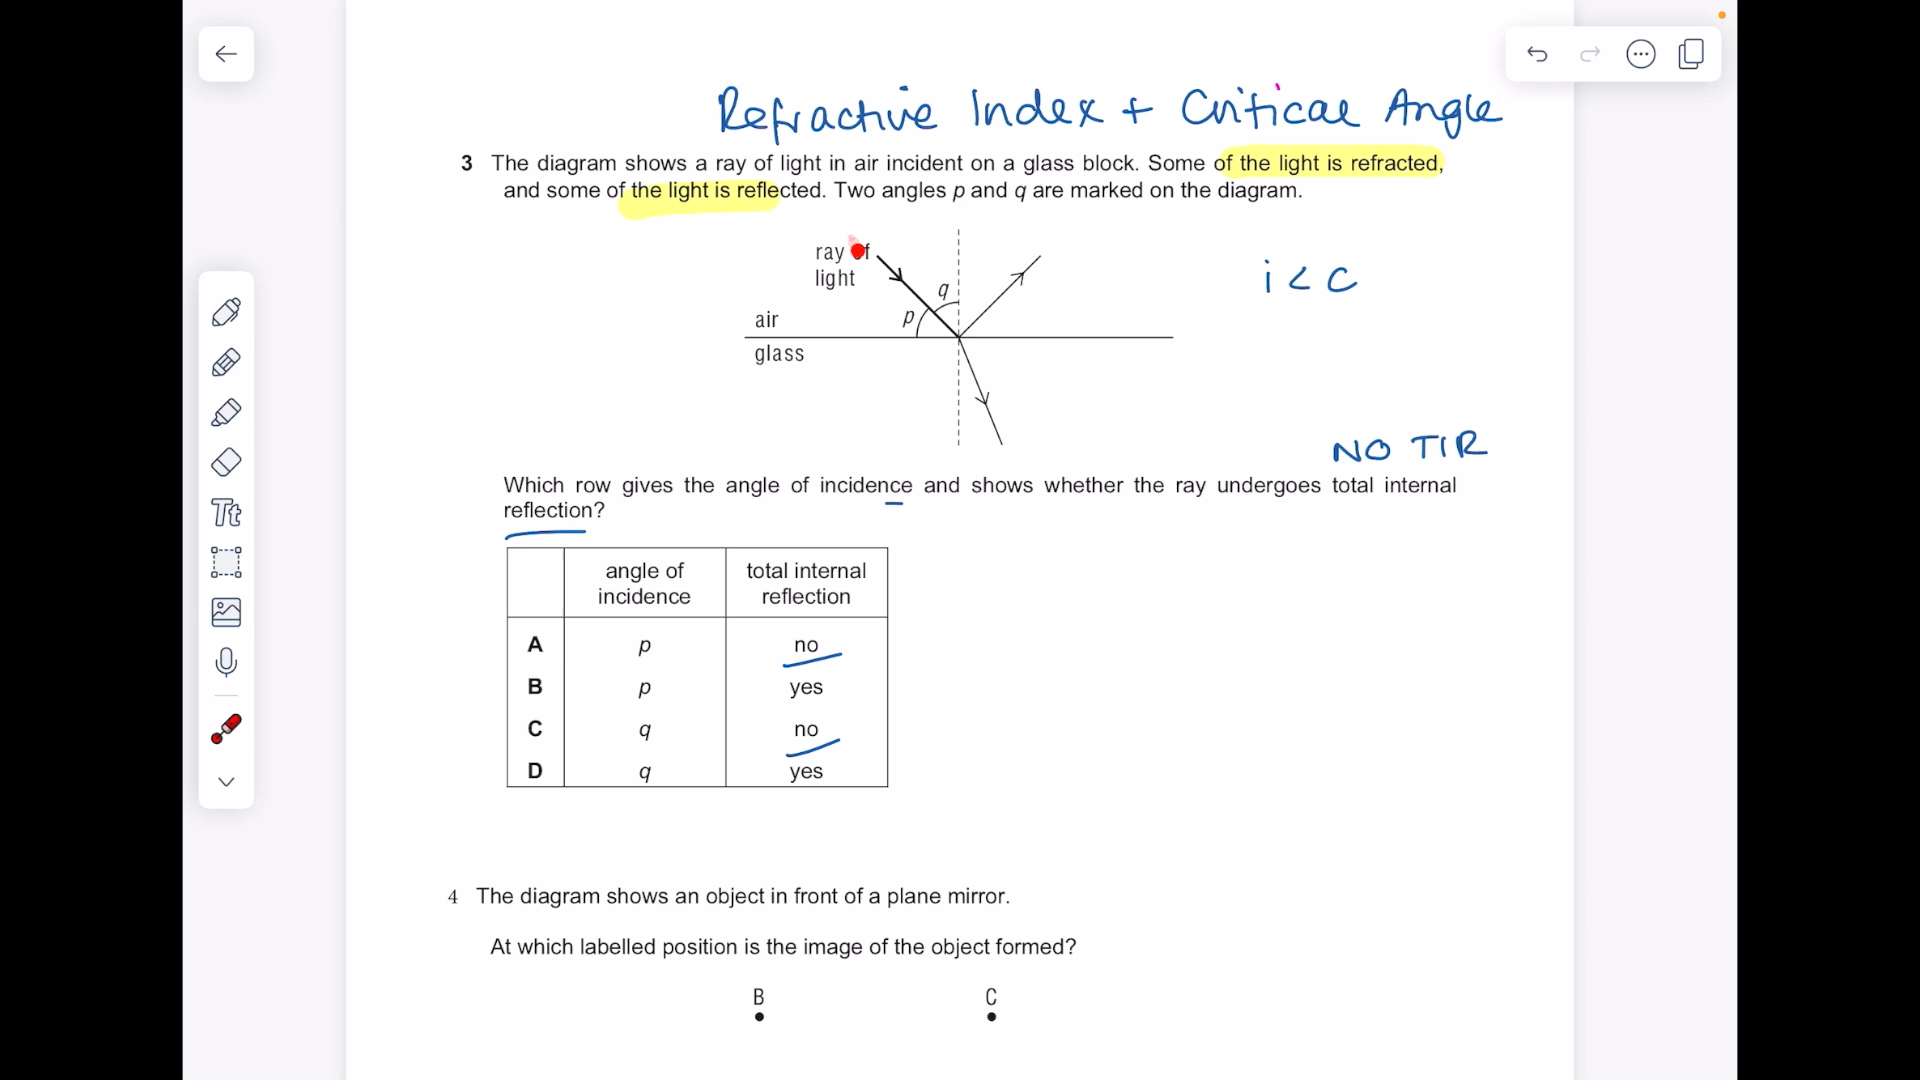 Refractive Index + Critical Angle
3 The diagram shows a ray of light in air incident on a glass block. Some of the light is refracted,
and some of the light is reflected. Two angles p and q are marked on the diagram.
ray of
light
q
p
air
glass
i < c
NO TIR
Which row gives the angle of incidence and shows whether the ray undergoes total internal
reflection?
angle of
incidence
total internal
reflection
A p no
B p yes
C q no
D q yes
4 The diagram shows an object in front of a plane mirror.
At which labelled position is the image of the object formed?
B C
Tt